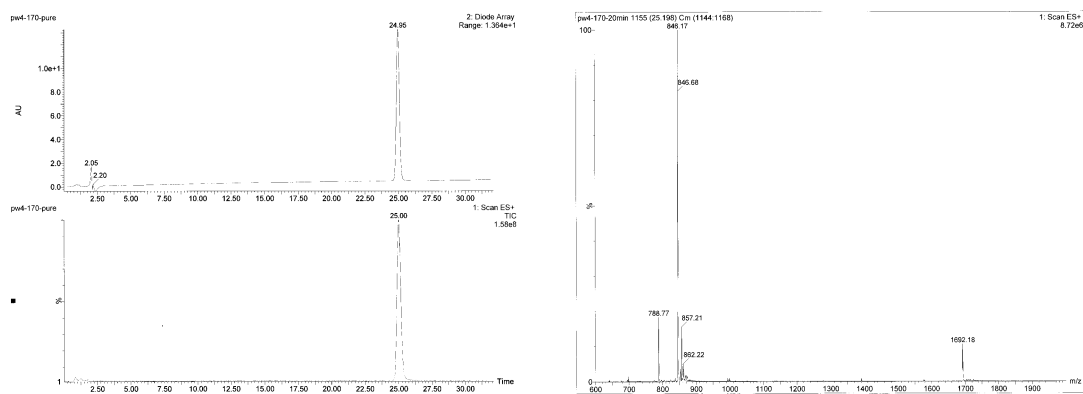 pw4-170-pure
2: Diode Array
Range: 1.364e+1
24.95
1.0e+1
8.0
6.0
4.0
2.0
0.0
AU
2.05
2.20
2.50 5.00 7.50 10.00 12.50 15.00 17.50 20.00 22.50 25.00 27.50 30.00
pw4-170-pure
1: Scan ES+
TIC
1.58e8
25.00
%
1
2.50 5.00 7.50 10.00 12.50 15.00 17.50 20.00 22.50 25.00 27.50 30.00
Time
pw4-170-20min 1155 (25.198) Cm (1144:1168)
1: Scan ES+
8.72e6
846.17
100
846.68
%
788.77
857.21
862.22
1692.18
0
600 700 800 900 1000 1100 1200 1300 1400 1500 1600 1700 1800 1900
m/z